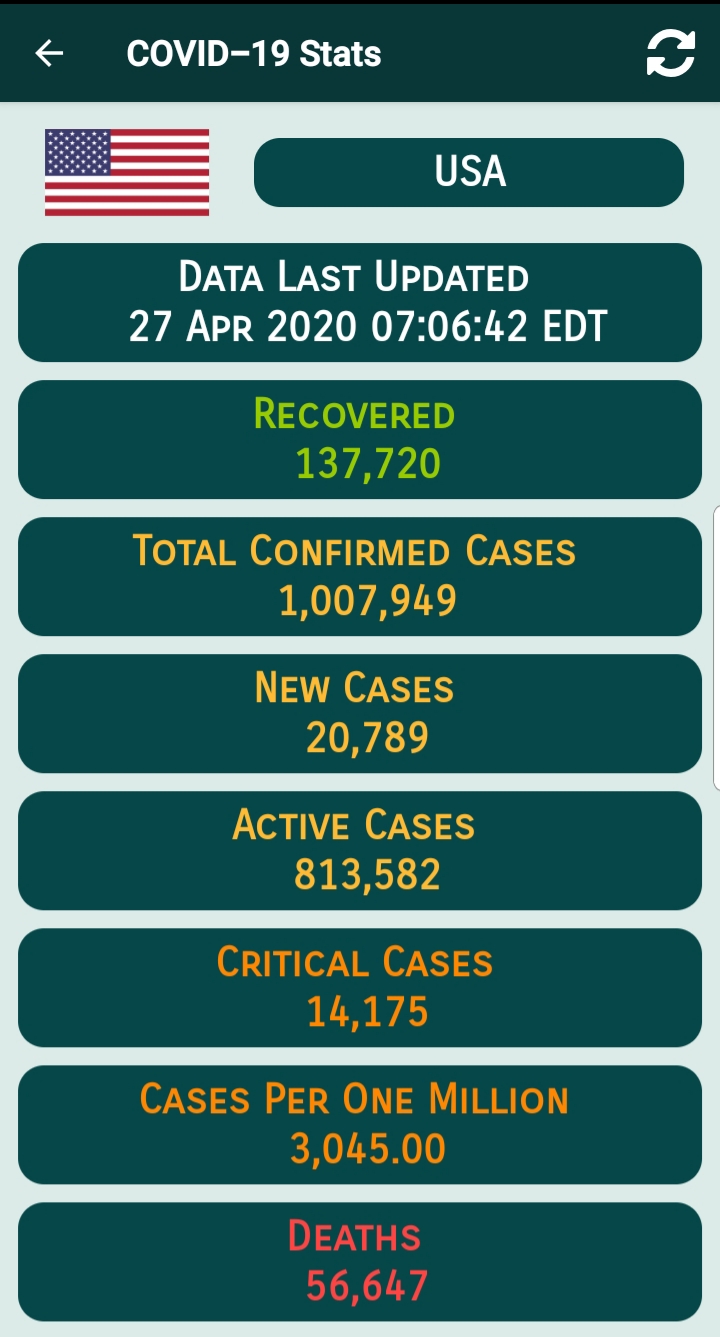 COVID–19 Stats
USA
Data Last Updated
27 Apr 2020 07:06:42 EDT
Recovered
137,720
Total Confirmed Cases
1,007,949
New Cases
20,789
Active Cases
813,582
Critical Cases
14,175
Cases Per One Million
3,045.00
Deaths
56,647